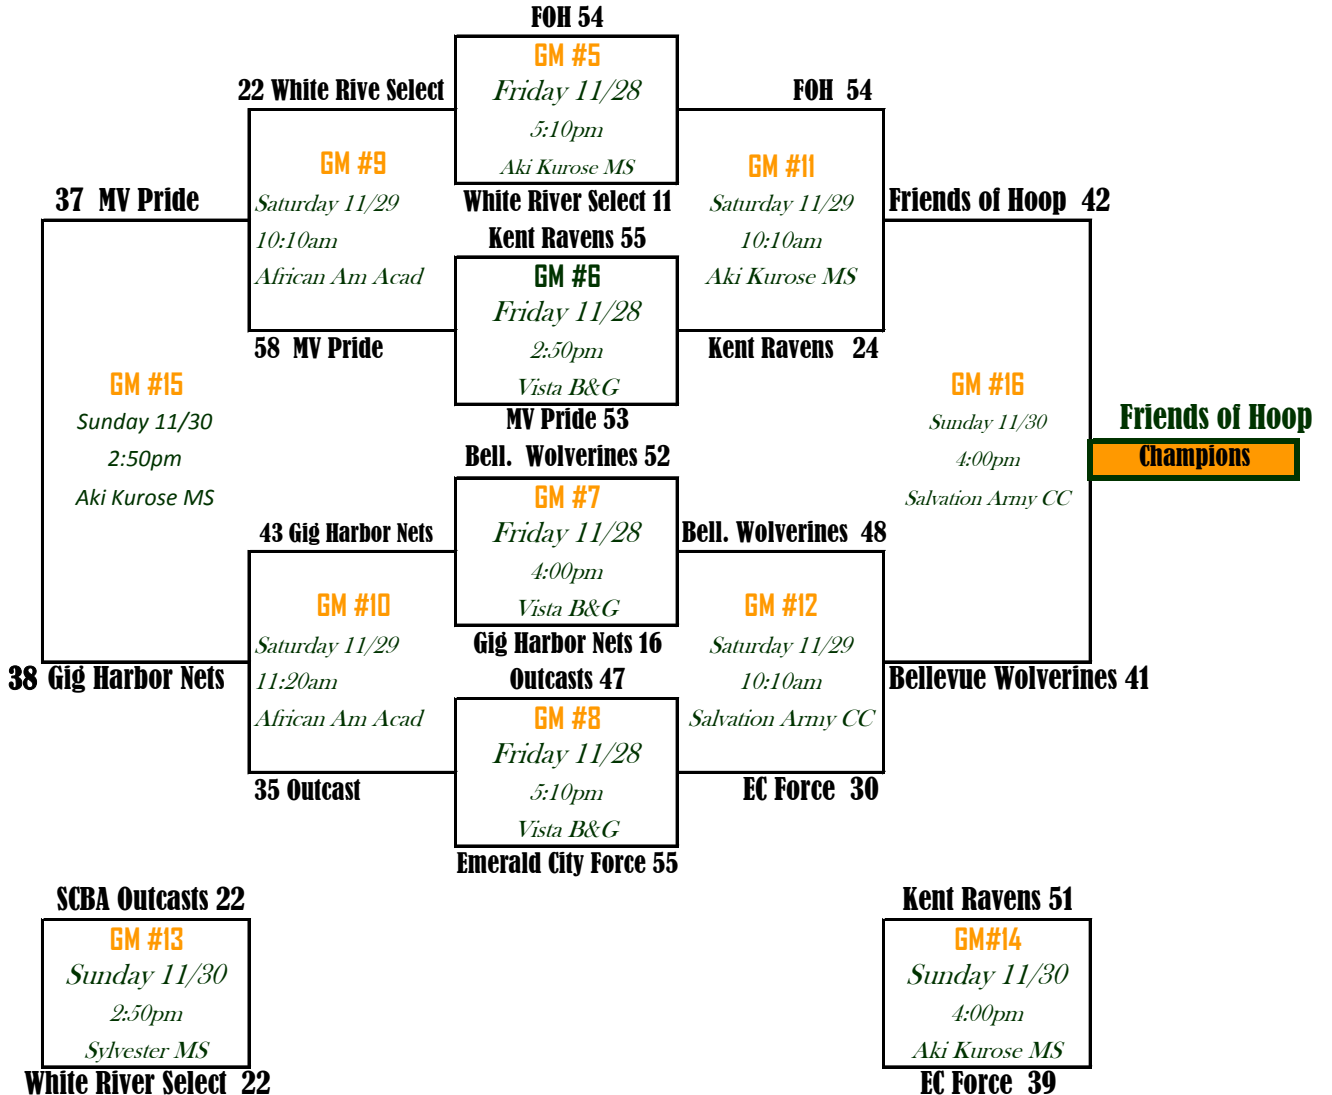 FOH 54
GM #5
Friday 11/28
5:10pm
Aki Kurose MS
White River Select 11
Kent Ravens 55
GM #6
Friday 11/28
2:50pm
Vista B&G
MV Pride 53
Bell. Wolverines 52
GM #7
Friday 11/28
4:00pm
Vista B&G
Gig Harbor Nets 16
Outcasts 47
GM #8
Friday 11/28
5:10pm
Vista B&G
Emerald City Force 55
22 White Rive Select
GM #9
Saturday 11/29
10:10am
African Am Acad
58 MV Pride
43 Gig Harbor Nets
GM #10
Saturday 11/29
11:20am
African Am Acad
35 Outcast
FOH 54
GM #11
Saturday 11/29
10:10am
Aki Kurose MS
Kent Ravens 24
Bell. Wolverines 48
GM #12
Saturday 11/29
10:10am
Salvation Army CC
EC Force 30
37 MV Pride
GM #15
Sunday 11/30
2:50pm
Aki Kurose MS
38 Gig Harbor Nets
Friends of Hoop 42
GM #16
Sunday 11/30
4:00pm
Salvation Army CC
Bellevue Wolverines 41
Friends of Hoop
Champions
SCBA Outcasts 22
GM #13
Sunday 11/30
2:50pm
Sylvester MS
White River Select 22
Kent Ravens 51
GM#14
Sunday 11/30
4:00pm
Aki Kurose MS
EC Force 39